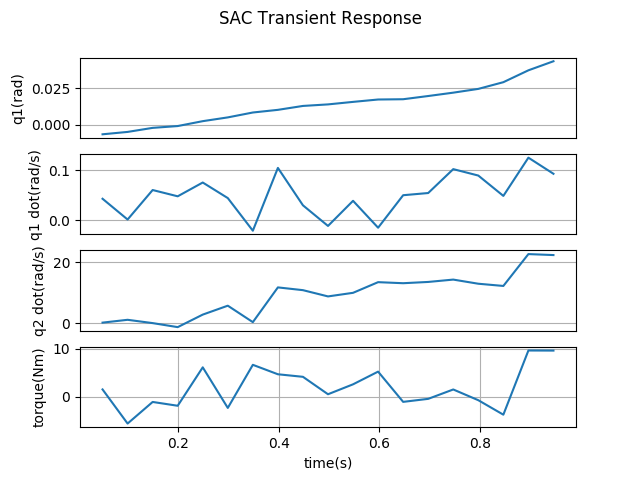 SAC Transient Response
q1(rad)
0.025
0.000
q1 dot(rad/s)
0.1
0.0
q2 dot(rad/s)
20
0
torque(Nm)
10
0
0.2 0.4 0.6 0.8
time(s)